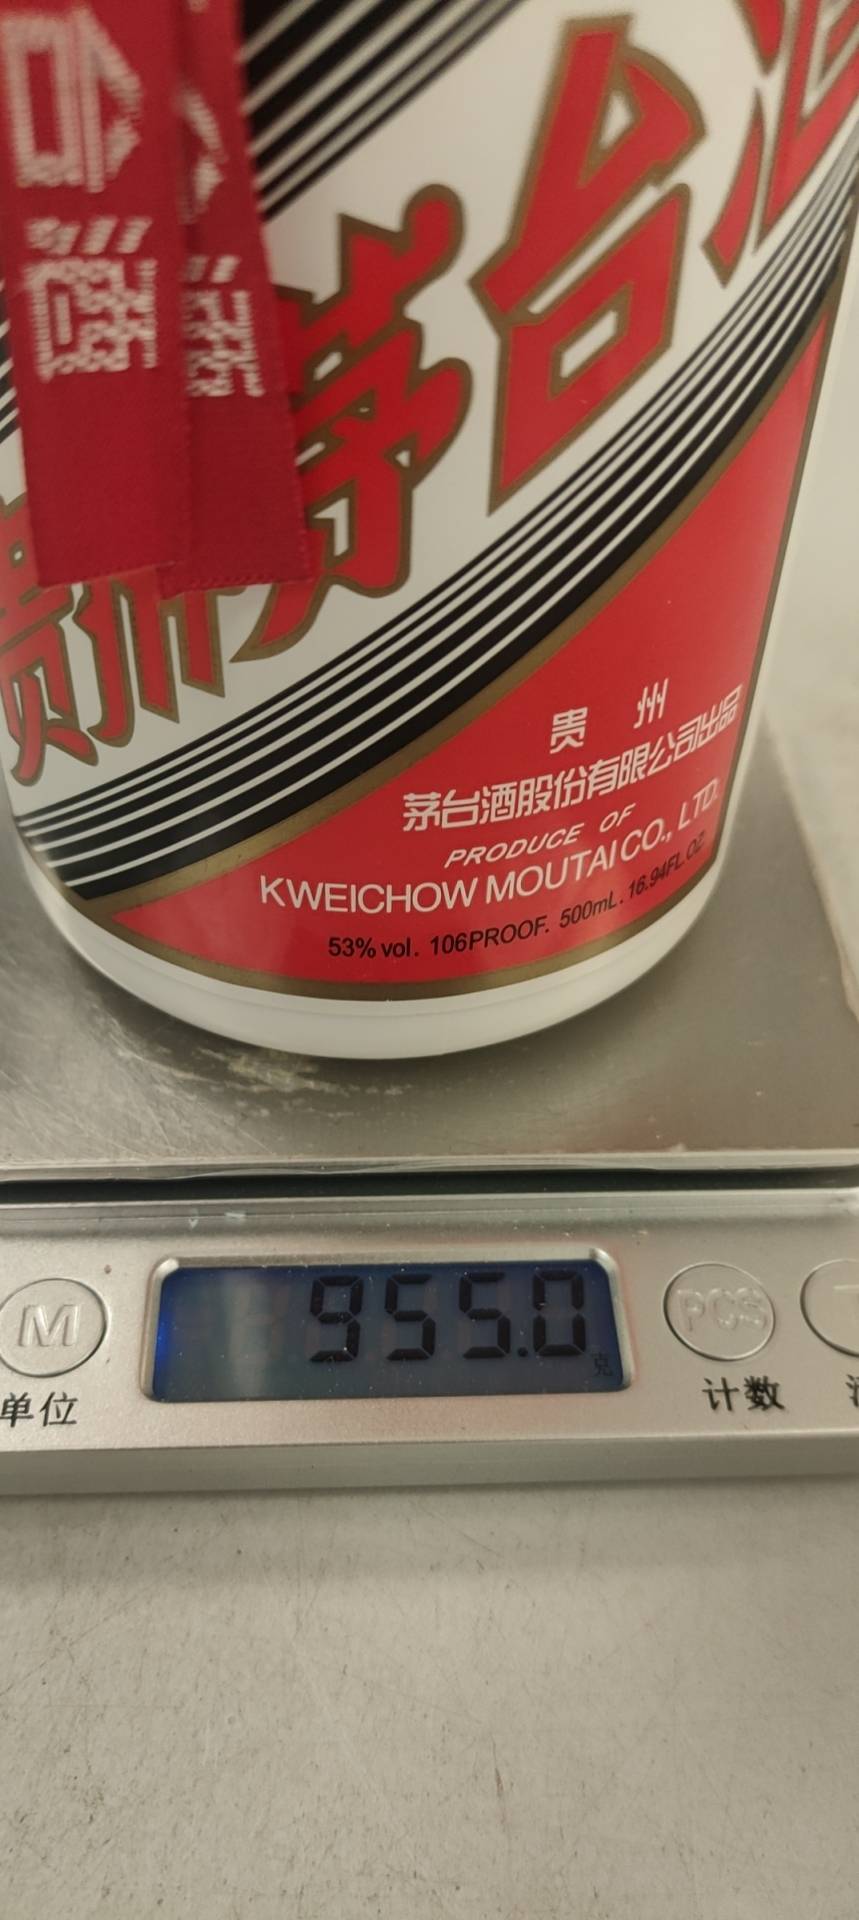 贵州茅台酒
贵 州
茅台酒股份有限公司出品
PRODUCE OF
KWEICHOW MOUTAI CO., LTD.
53% vol. 106PROOF. 500mL. 16.94FL.OZ.
955.0
克
M
PCS
单位
计数